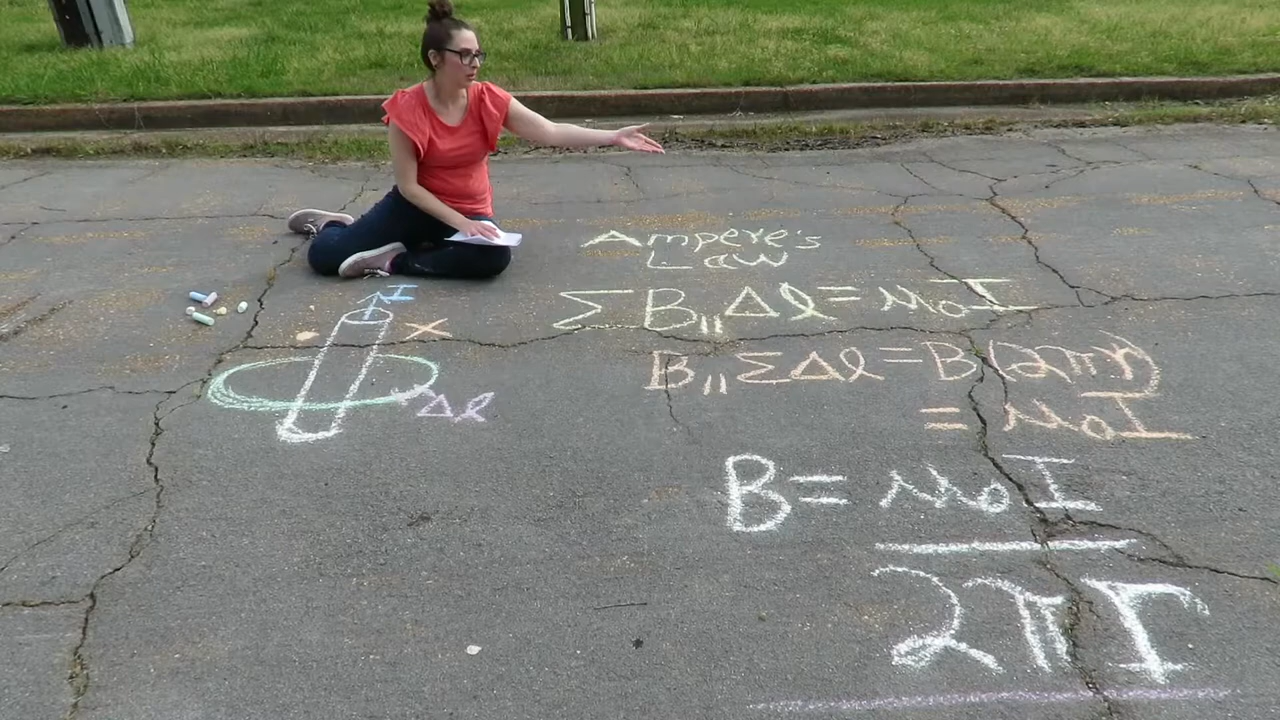 Ampere's
Law
ΣB||Δℓ = μ₀I
B||ΣΔℓ = B(2πr)
= μ₀I
B = μ₀I
2πr
I
x
Δℓ